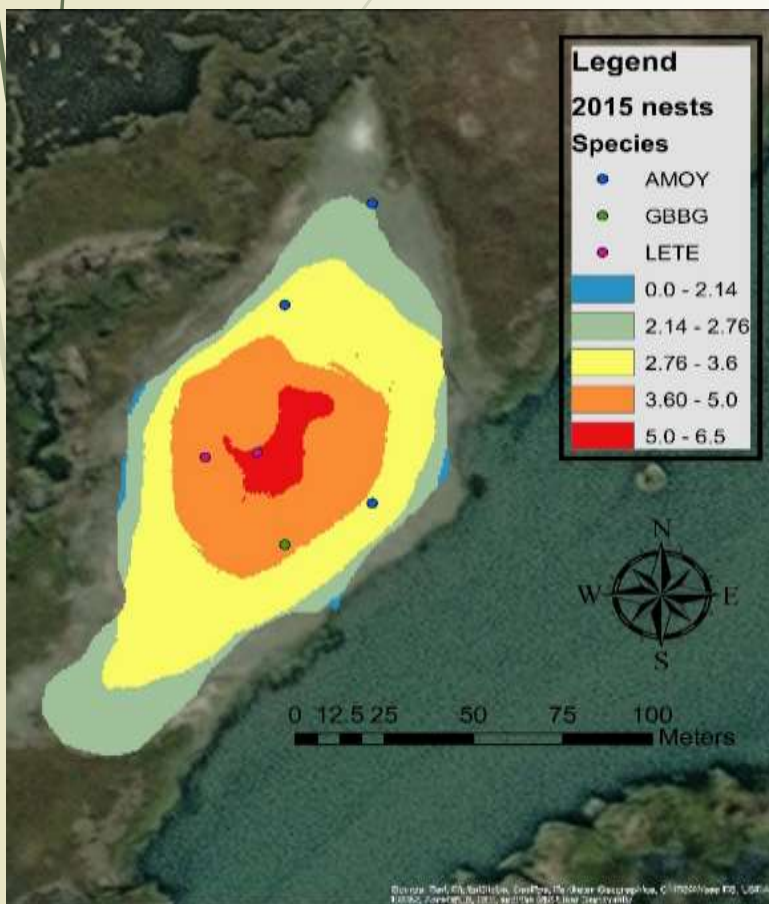 Legend
2015 nests
Species
AMOY
GBBG
LETE
0.0 - 2.14
2.14 - 2.76
2.76 - 3.6
3.60 - 5.0
5.0 - 6.5
N
W E
S
0 12.5 25 50 75 100
Meters